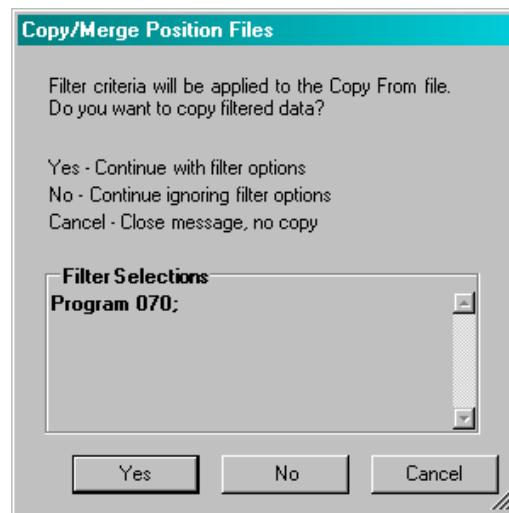 Copy/Merge Position Files
Filter criteria will be applied to the Copy From file.
Do you want to copy filtered data?
Yes - Continue with filter options
No - Continue ignoring filter options
Cancel - Close message, no copy
Filter Selections
Program 070;
Yes No Cancel